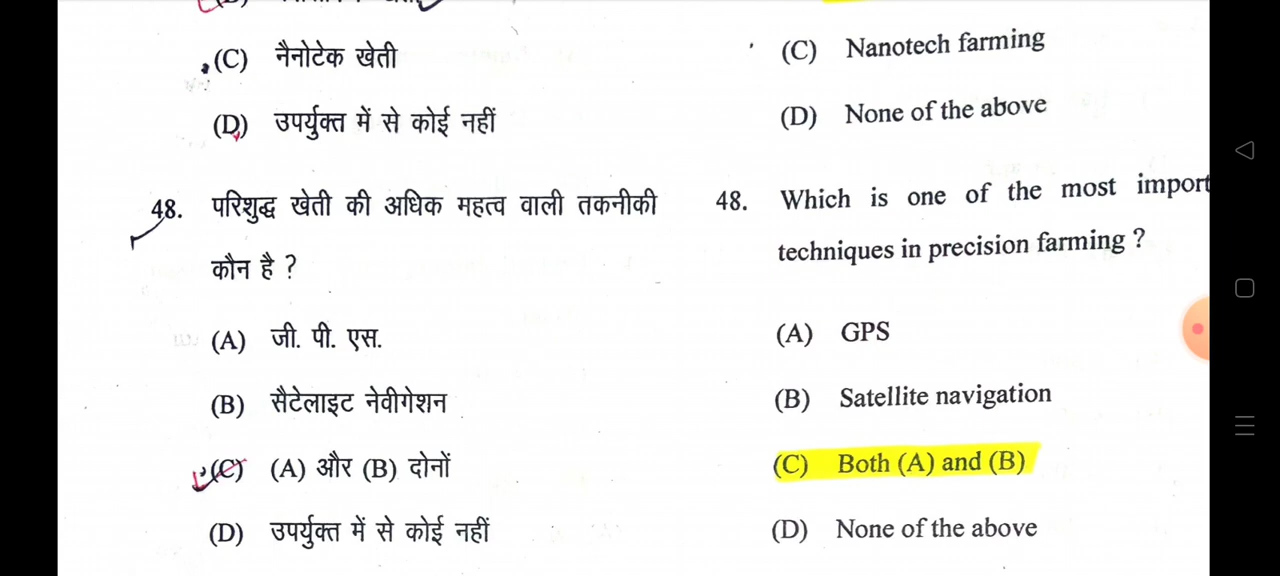 (C) नैनोटेक खेती
(D) उपर्युक्त में से कोई नहीं
48. परिशुद्ध खेती की अधिक महत्व वाली तकनीकी
कौन है ?
(A) जी. पी. एस.
(B) सैटेलाइट नेवीगेशन
(C) (A) और (B) दोनों
(D) उपर्युक्त में से कोई नहीं
(C) Nanotech farming
(D) None of the above
48. Which is one of the most import
techniques in precision farming ?
(A) GPS
(B) Satellite navigation
(C) Both (A) and (B)
(D) None of the above